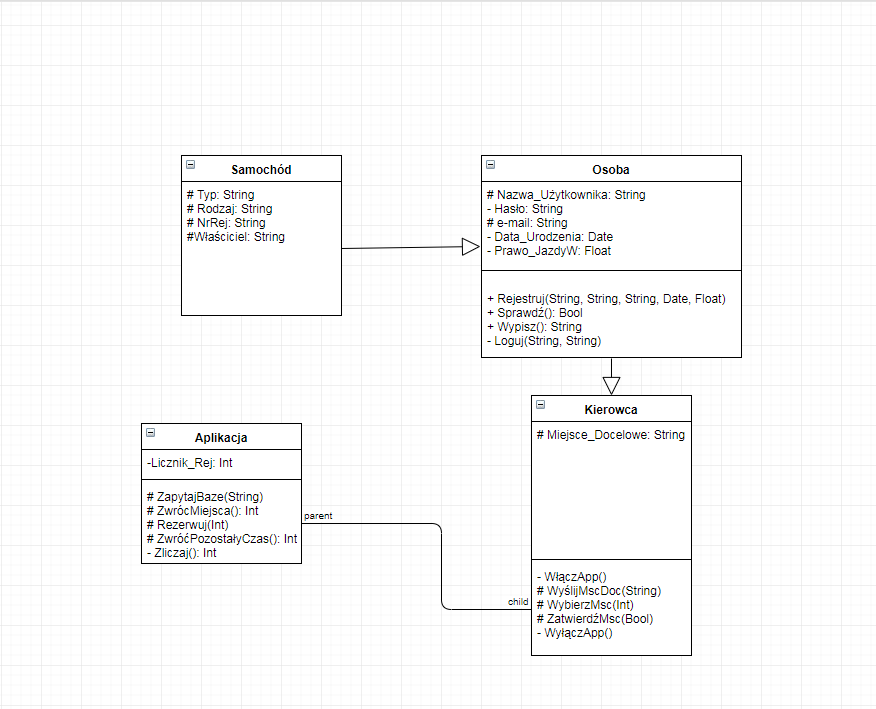 Samochód
# Typ: String
# Rodzaj: String
# NrRej: String
#Właściciel: String
Osoba
# Nazwa_Użytkownika: String
- Hasło: String
# e-mail: String
- Data_Urodzenia: Date
- Prawo_JazdyW: Float
+ Rejestruj(String, String, String, Date, Float)
+ Sprawdź(): Bool
+ Wypisz(): String
- Loguj(String, String)
Aplikacja
-Licznik_Rej: Int
# ZapytajBaze(String)
# ZwrócMiejsca(): Int
# Rezerwuj(Int)
# ZwróćPozostałyCzas(): Int
- Zliczaj(): Int
parent
child
Kierowca
# Miejsce_Docelowe: String
- WłączApp()
# WyślijMscDoc(String)
# WybierzMsc(Int)
# ZatwierdźMsc(Bool)
- WyłączApp()